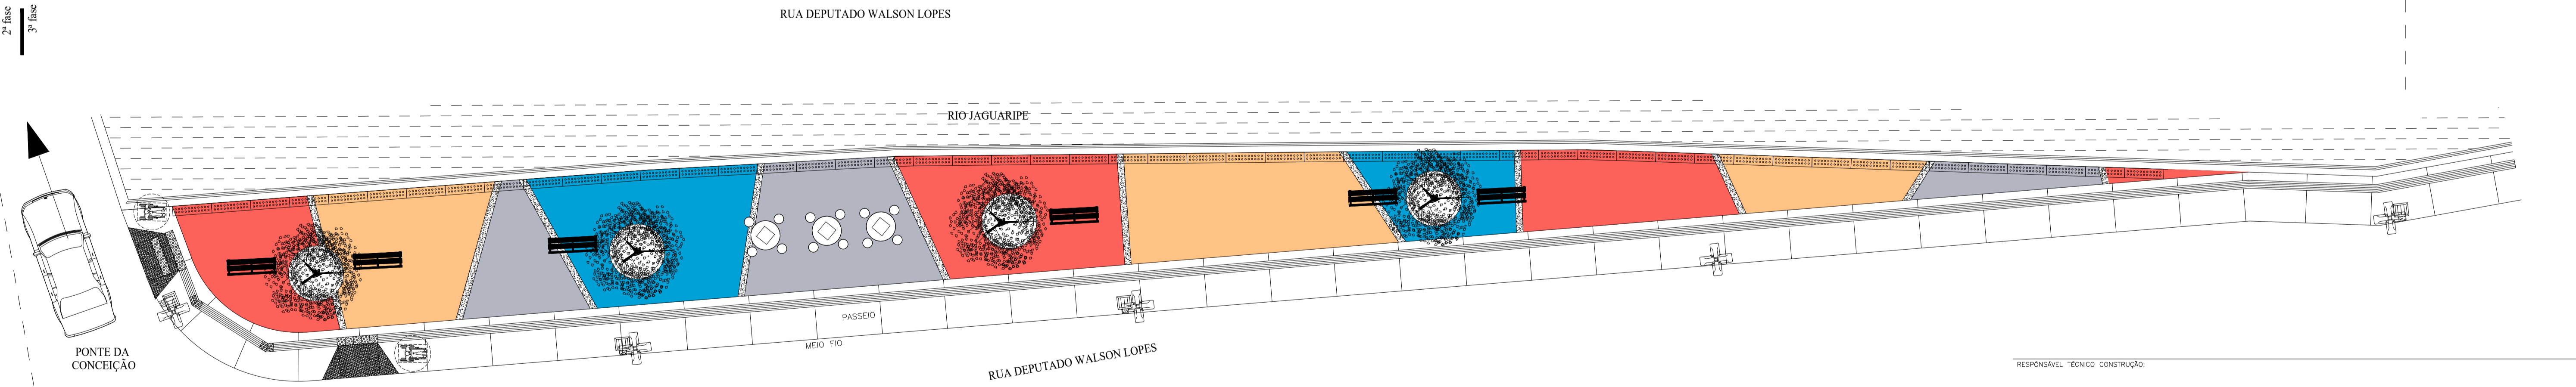 2ª fase
3ª fase
RUA DEPUTADO WALSON LOPES
RIO JAGUARIPE
PASSEIO
MEIO FIO
PONTE DA
CONCEIÇÃO
RUA DEPUTADO WALSON LOPES
RESPONSÁVEL TÉCNICO CONSTRUÇÃO: